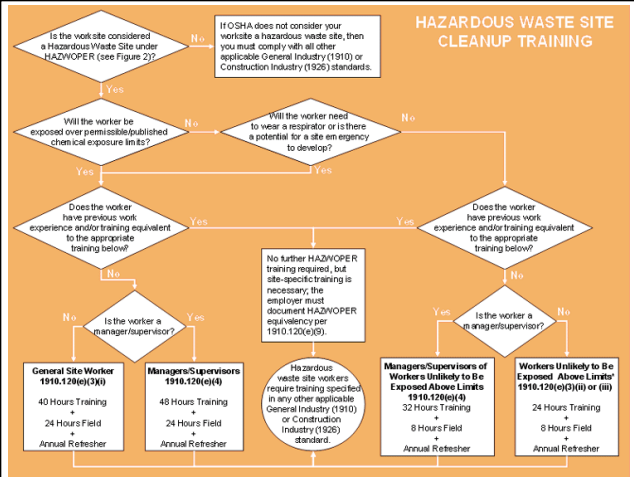 HAZARDOUS WASTE SITE
CLEANUP TRAINING
Is the worksite considered
a Hazardous Waste Site under
HAZWOPER (see Figure 2)?
No
If OSHA does not consider your
worksite a hazardous waste site, then
you must comply with all other
applicable General Industry (1910) or
Construction Industry (1926) standards.
Yes
Will the worker be
exposed over permissible/published
chemical exposure limits?
No
Will the worker need
to wear a respirator or is there
a potential for a site emergency
to develop?
No
Yes
Yes
Does the worker
have previous work
experience and/or training equivalent
to the appropriate
training below?
Yes
Yes
Does the worker
have previous work
experience and/or training equivalent
to the appropriate
training below?
No
No
No further HAZWOPER
training required, but
site-specific training is
necessary; the
employer must
document HAZWOPER
equivalency per
1910.120(e)(9).
No
Is the worker a
manager/supervisor?
Yes
Yes
Is the worker a
manager/supervisor?
No
General Site Worker
1910.120(e)(3)(i)
40 Hours Training
+
24 Hours Field
+
Annual Refresher
Managers/Supervisors
1910.120(e)(4)
48 Hours Training
+
24 Hours Field
+
Annual Refresher
Hazardous
waste site workers
require training specified
in any other applicable
General Industry (1910)
or Construction
Industry (1926)
standard.
Managers/Supervisors of
Workers Unlikely to Be
Exposed Above Limits
1910.120(e)(4)
32 Hours Training
+
8 Hours Field
+
Annual Refresher
Workers Unlikely to Be
Exposed Above Limits'
1910.120(e)(3)(ii) or (iii)
24 Hours Training
+
8 Hours Field
+
Annual Refresher